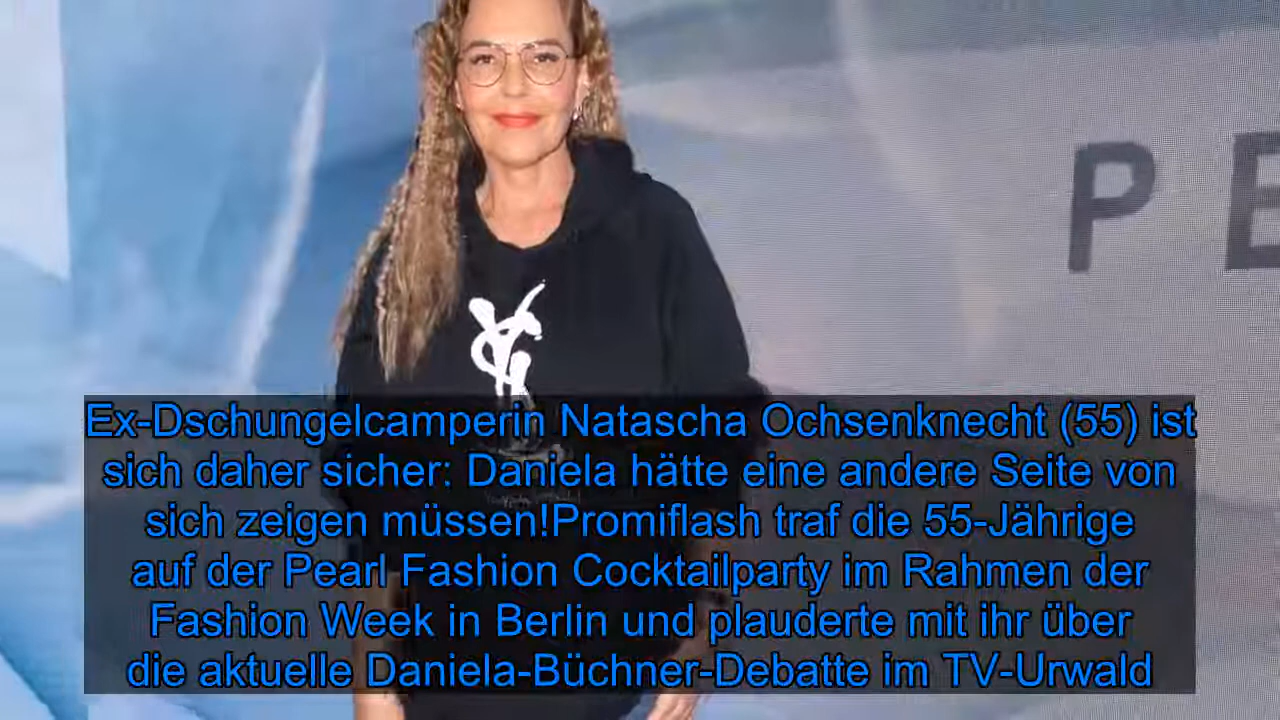 PE
Ex-Dschungelcamperin Natascha Ochsenknecht (55) ist
sich daher sicher: Daniela hätte eine andere Seite von
sich zeigen müssen!Promiflash traf die 55-Jährige
auf der Pearl Fashion Cocktailparty im Rahmen der
Fashion Week in Berlin und plauderte mit ihr über
die aktuelle Daniela-Büchner-Debatte im TV-Urwald